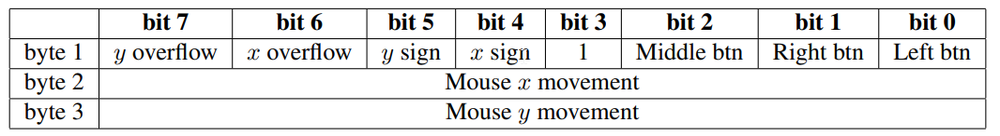 bit 7 bit 6 bit 5 bit 4 bit 3 bit 2 bit 1 bit 0
byte 1 y overflow x overflow y sign x sign 1 Middle btn Right btn Left btn
byte 2 Mouse x movement
byte 3 Mouse y movement